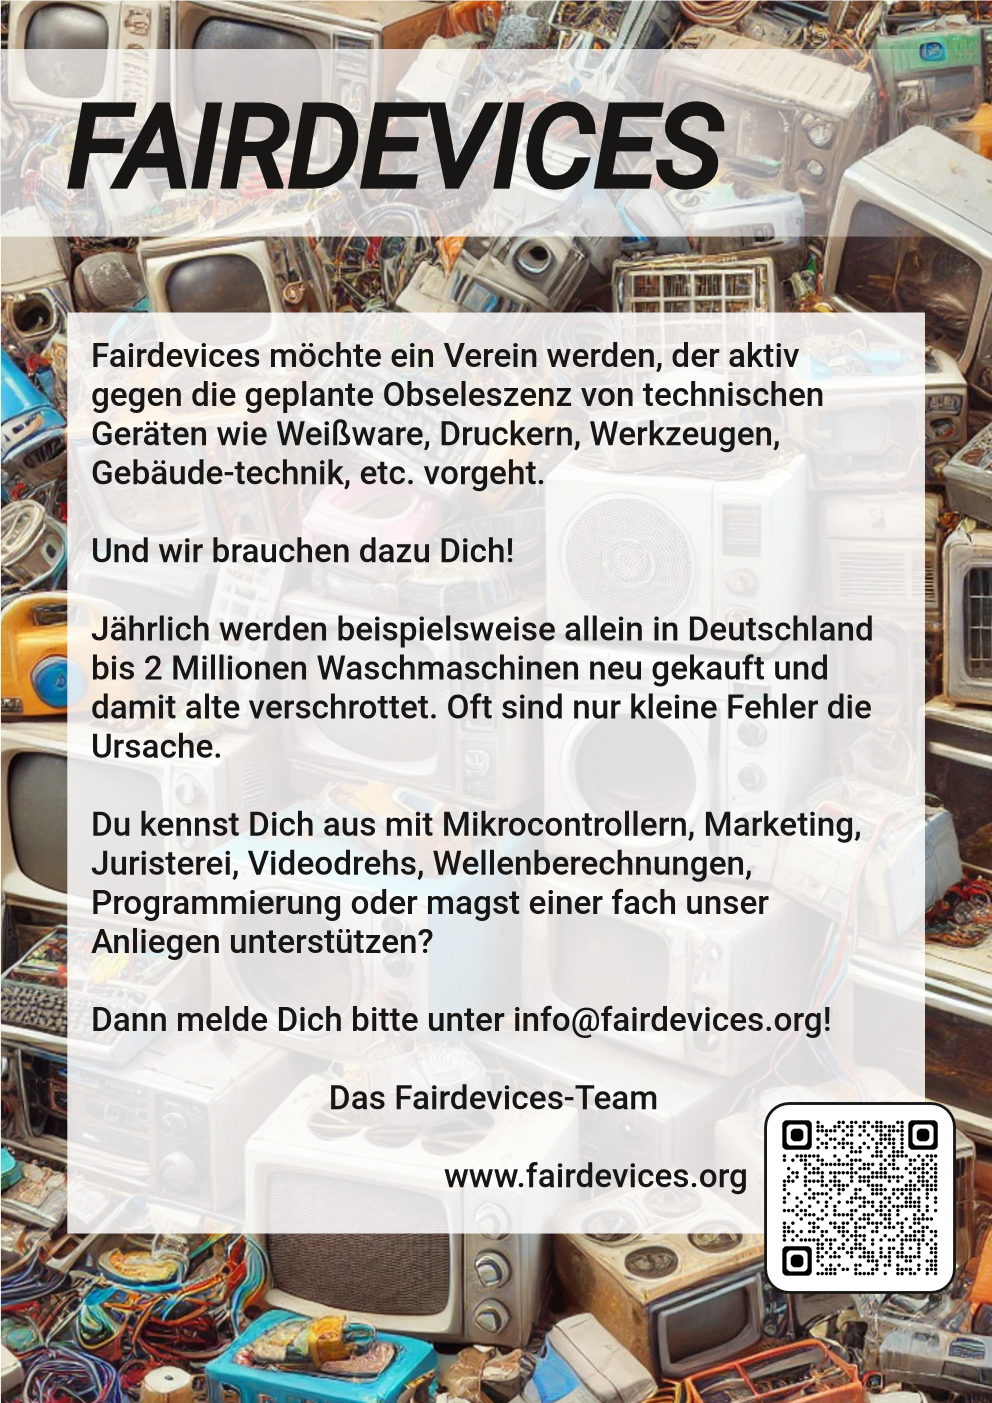 FAIRDEVICES
Fairdevices möchte ein Verein werden, der aktiv
gegen die geplante Obseleszenz von technischen
Geräten wie Weißware, Druckern, Werkzeugen,
Gebäude-technik, etc. vorgeht.
Und wir brauchen dazu Dich!
Jährlich werden beispielsweise allein in Deutschland
bis 2 Millionen Waschmaschinen neu gekauft und
damit alte verschrottet. Oft sind nur kleine Fehler die
Ursache.
Du kennst Dich aus mit Mikrocontrollern, Marketing,
Juristerei, Videodrehs, Wellenberechnungen,
Programmierung oder magst einer fach unser
Anliegen unterstützen?
Dann melde Dich bitte unter info@fairdevices.org!
Das Fairdevices-Team
www.fairdevices.org